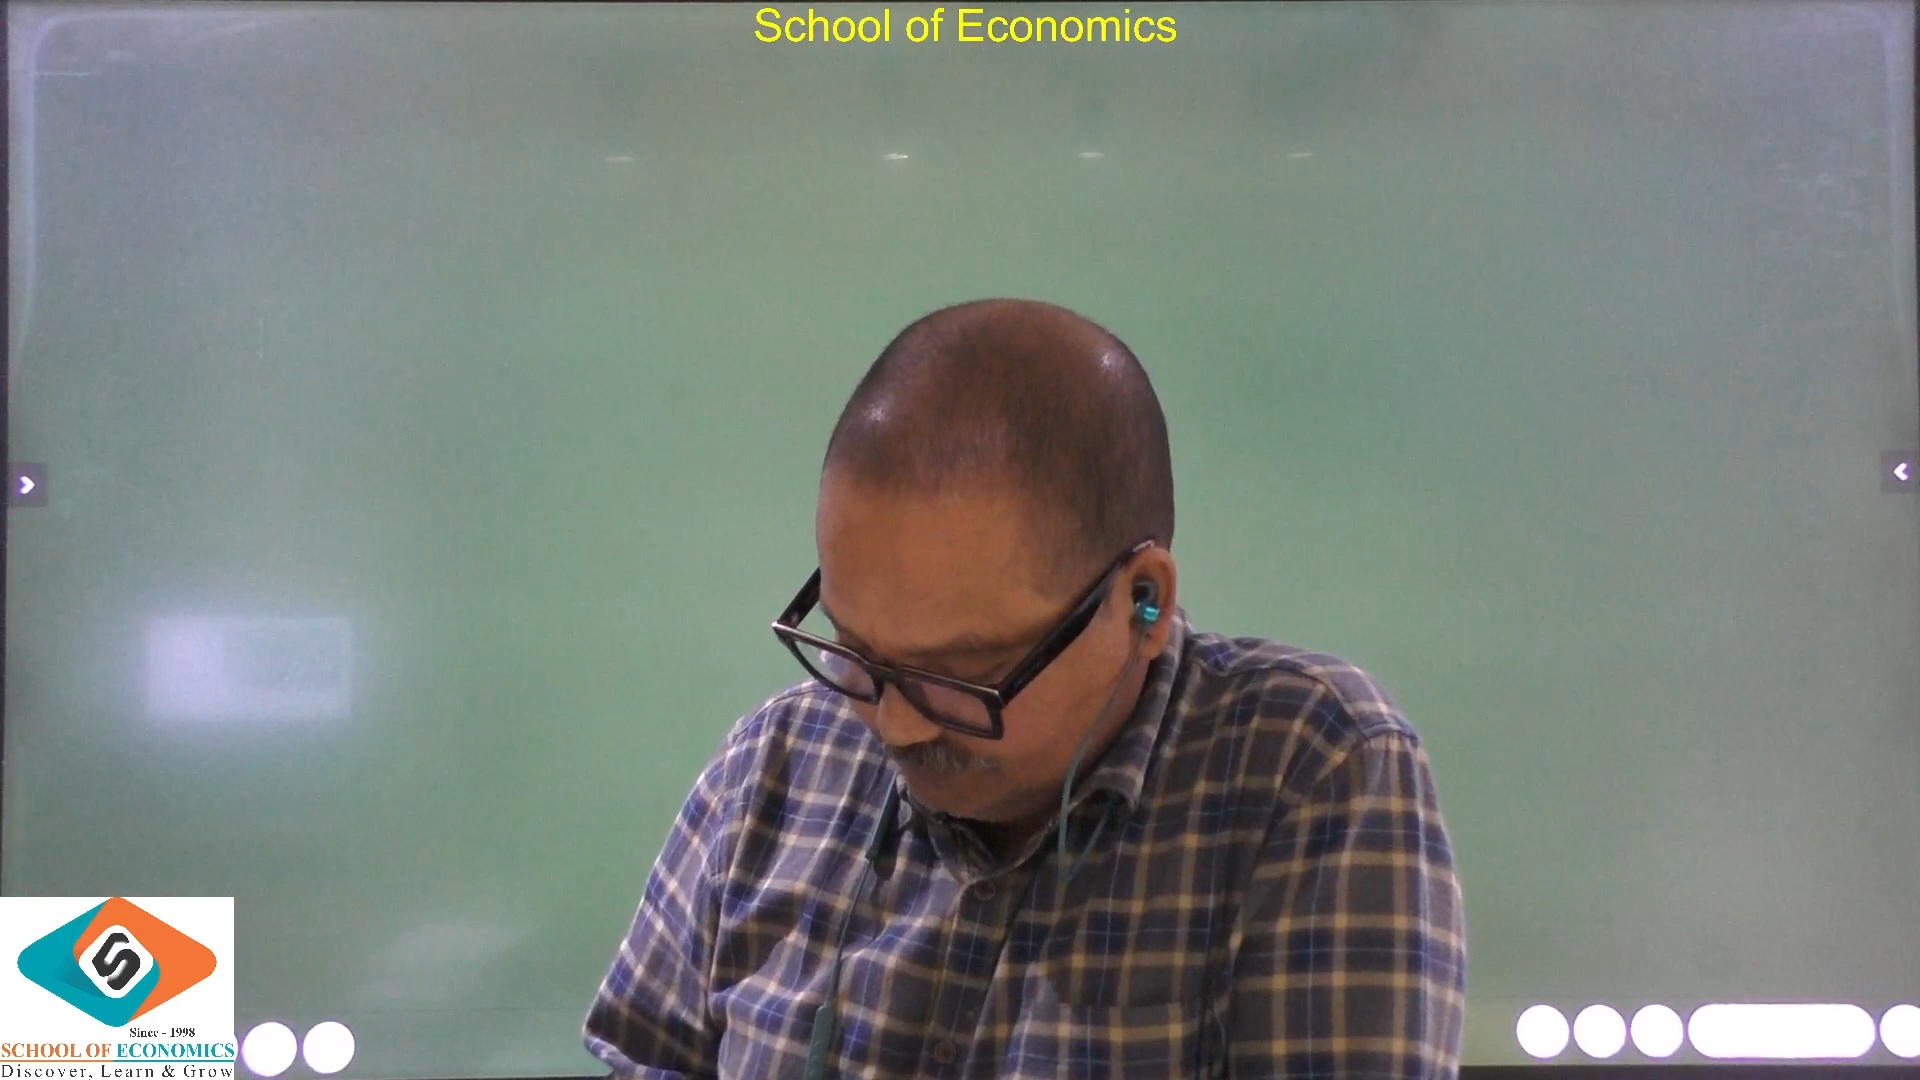 School of Economics
Since - 1998
SCHOOL OF ECONOMICS
Discover, Learn & Grow